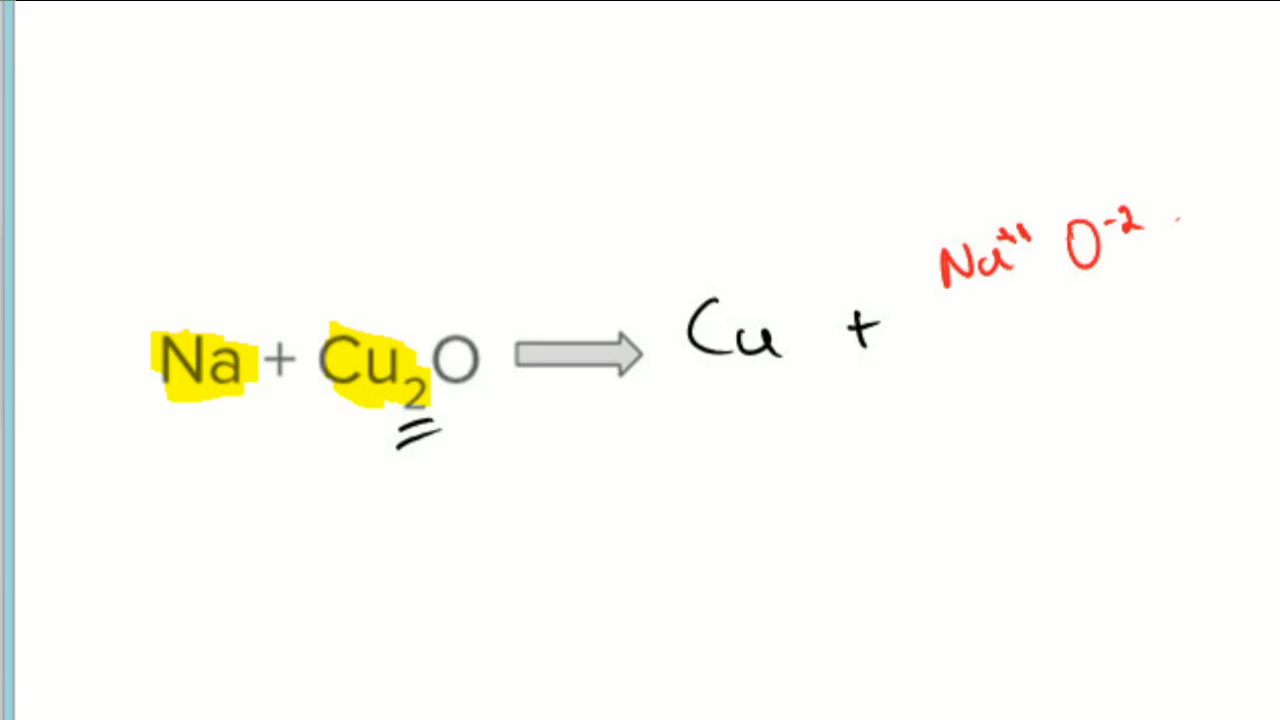 Na⁺¹ O⁻²
Na + Cu₂O ⇒ Cu +